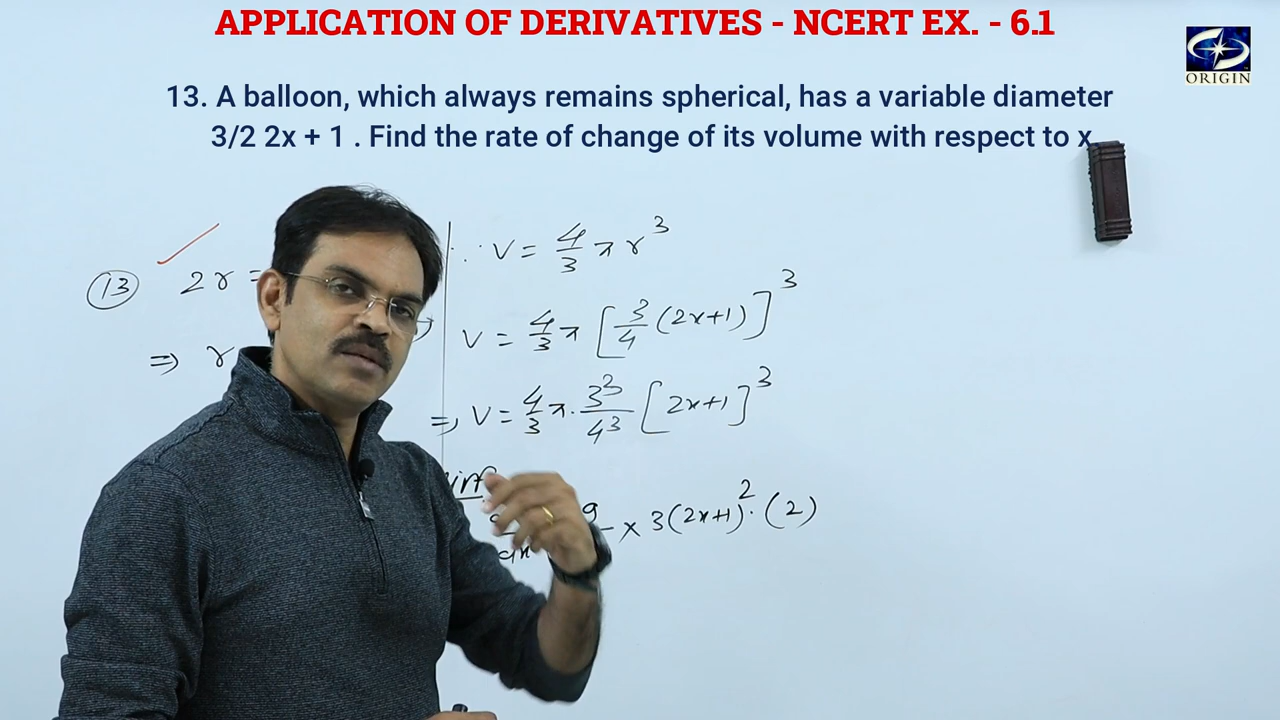 APPLICATION OF DERIVATIVES - NCERT EX. - 6.1
ORIGIN
13. A balloon, which always remains spherical, has a variable diameter
3/2 2x + 1 . Find the rate of change of its volume with respect to x.
(13) 2r =
⇒ r
∵ V = 4/3 π r³
V = 4/3 π [3/4 (2x+1)]³
⇒ V = 4/3 π · 3³/4³ [2x+1]³
× 3(2x+1)² · (2)